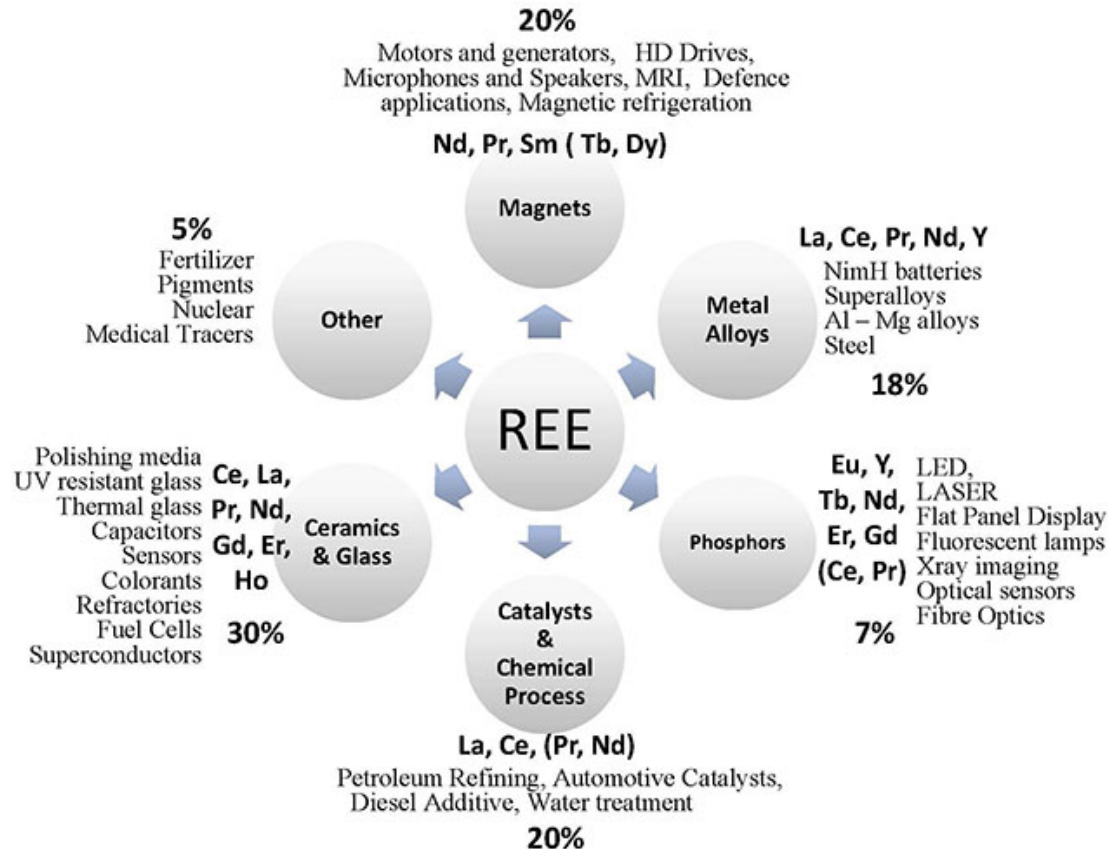 20%
Motors and generators, HD Drives,
Microphones and Speakers, MRI, Defence
applications, Magnetic refrigeration
Nd, Pr, Sm ( Tb, Dy)
Magnets
La, Ce, Pr, Nd, Y
NimH batteries
Superalloys
Al – Mg alloys
Steel
18%
Metal
Alloys
5%
Fertilizer
Pigments
Nuclear
Medical Tracers
Other
REE
Polishing media
UV resistant glass
Thermal glass
Capacitors
Sensors
Colorants
Refractories
Fuel Cells
Superconductors
Ce, La,
Pr, Nd,
Gd, Er,
Ho
30%
Ceramics
& Glass
Phosphors
Eu, Y,
Tb, Nd,
Er, Gd
(Ce, Pr)
7%
LED,
LASER
Flat Panel Display
Fluorescent lamps
Xray imaging
Optical sensors
Fibre Optics
Catalysts
&
Chemical
Process
La, Ce, (Pr, Nd)
Petroleum Refining, Automotive Catalysts,
Diesel Additive, Water treatment
20%